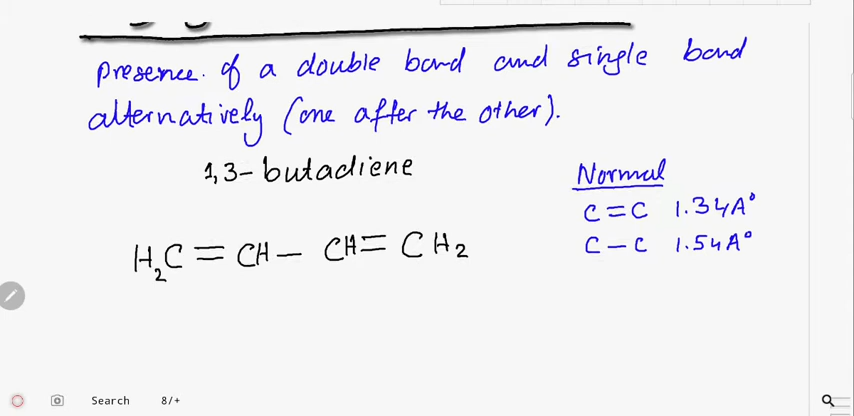 presence. of a double bond and single bond
alternatively (one after the other).
1,3-butadiene
Normal
C=C 1.34A°
C-C 1.54A°
H₂C=CH-CH=CH₂
Search 8/+